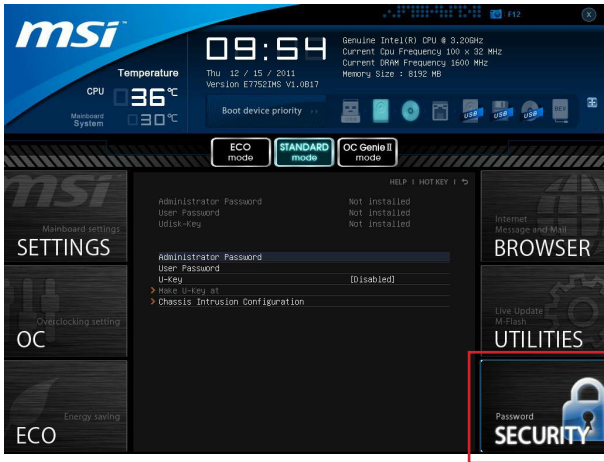 msi
F12
X
Temperature
CPU 36°C
Mainboard
System 30°C
09:54
Thu 12 / 15 / 2011
Version E7752IMS V1.0B17
Genuine Intel(R) CPU @ 3.20GHz
Current Cpu Frequency 100 x 32 MHz
Current DRAM Frequency 1600 MHz
Memory Size : 8192 MB
Boot device priority
USB
USB
USB
DEV
ECO
mode
STANDARD
mode
OC Genie II
mode
HELP | HOT KEY |
msi
Mainboard settings
SETTINGS
Overclocking setting
OC
Energy saving
ECO
Administrator Password Not installed
User Password Not installed
Udisk-Key Not installed
Administrator Password
User Password
U-Key [Disabled]
> Make U-Key at
> Chassis Intrusion Configuration
Internet
Message and Mail
BROWSER
Live Update
M-Flash
UTILITIES
Password
SECURITY